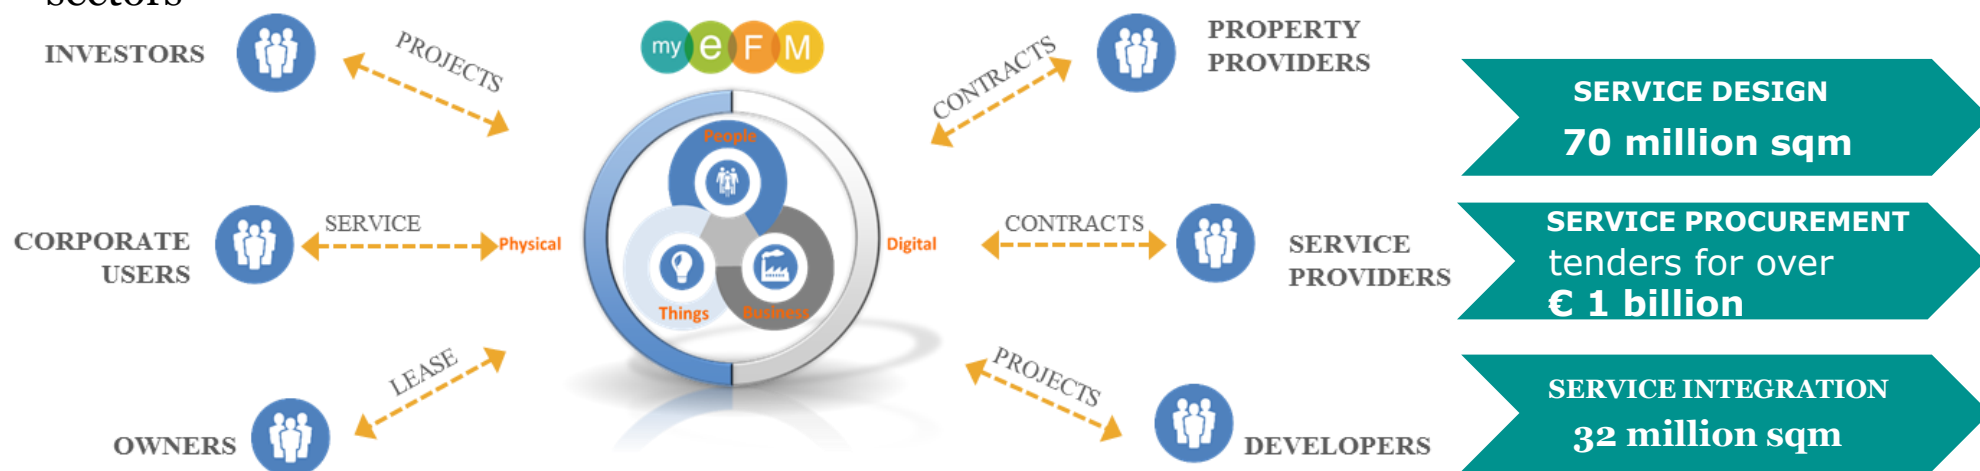 sectors
INVESTORS
PROJECTS
my e F M
CONTRACTS
PROPERTY
PROVIDERS
SERVICE DESIGN
70 million sqm
People
CORPORATE
USERS
SERVICE
Physical
Digital
CONTRACTS
SERVICE
PROVIDERS
SERVICE PROCUREMENT
tenders for over
€ 1 billion
Things
Business
OWNERS
LEASE
PROJECTS
DEVELOPERS
SERVICE INTEGRATION
32 million sqm